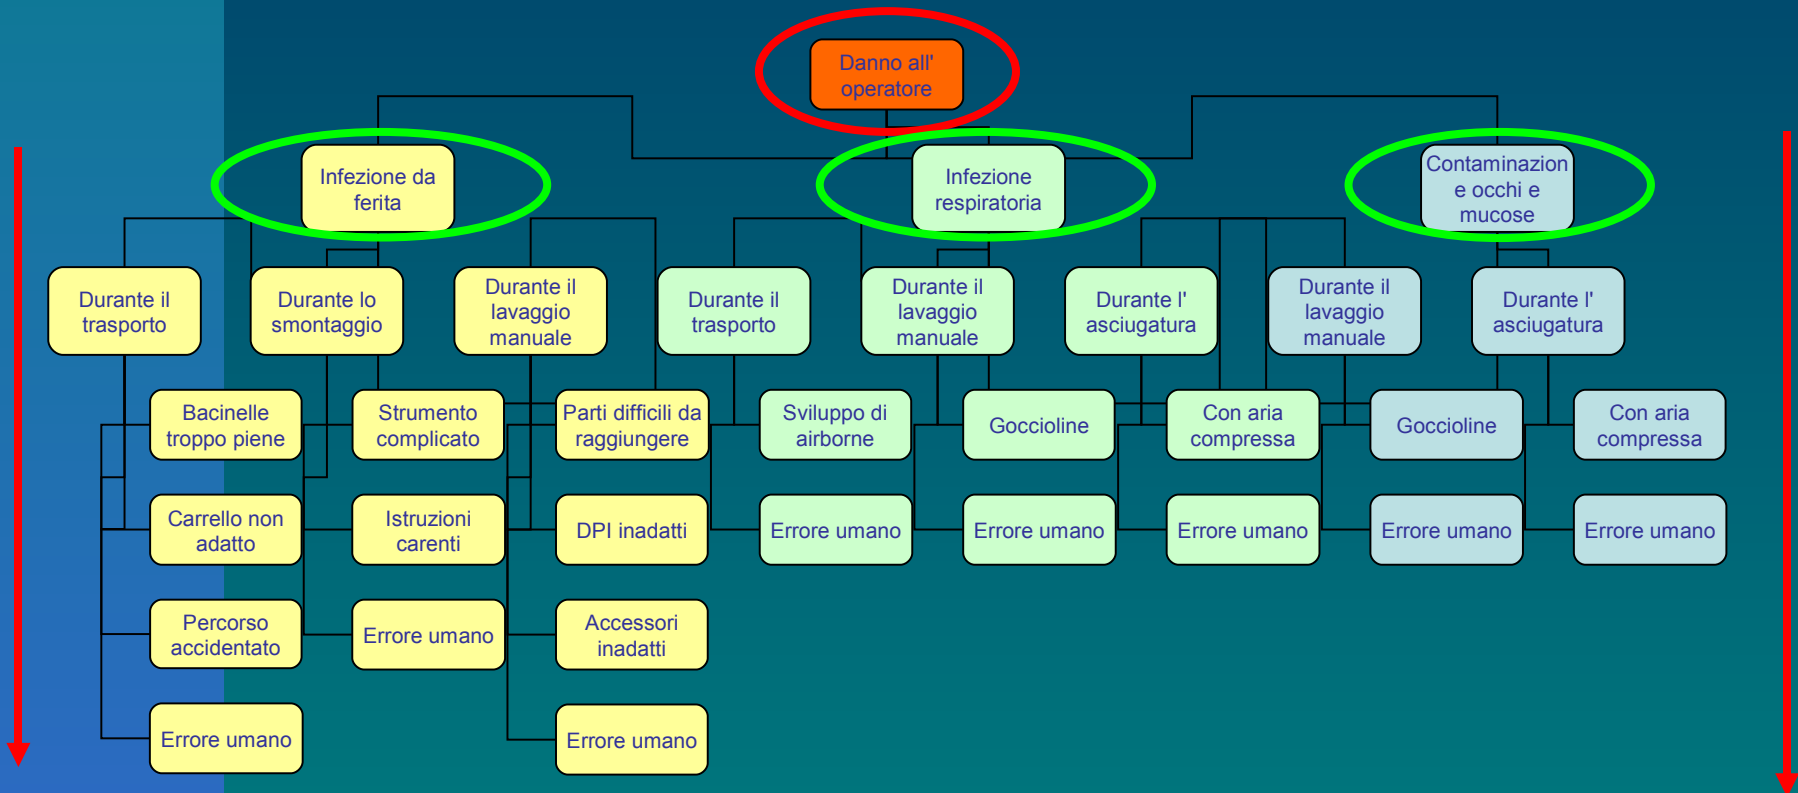 Danno all'
operatore
Infezione da
ferita
Infezione
respiratoria
Contaminazion
e occhi e
mucose
Durante il
trasporto
Durante lo
smontaggio
Durante il
lavaggio
manuale
Durante il
trasporto
Durante il
lavaggio
manuale
Durante l'
asciugatura
Durante il
lavaggio
manuale
Durante l'
asciugatura
Bacinelle
troppo piene
Strumento
complicato
Parti difficili da
raggiungere
Sviluppo di
airborne
Goccioline
Con aria
compressa
Goccioline
Con aria
compressa
Carrello non
adatto
Istruzioni
carenti
DPI inadatti
Errore umano
Errore umano
Errore umano
Errore umano
Errore umano
Percorso
accidentato
Errore umano
Accessori
inadatti
Errore umano
Errore umano